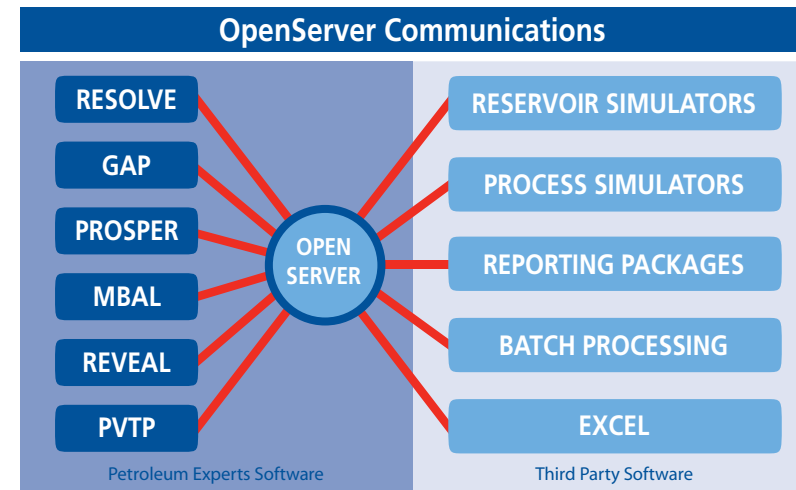 OpenServer Communications
RESOLVE
GAP
PROSPER
MBAL
REVEAL
PVTP
Petroleum Experts Software
OPEN
SERVER
RESERVOIR SIMULATORS
PROCESS SIMULATORS
REPORTING PACKAGES
BATCH PROCESSING
EXCEL
Third Party Software